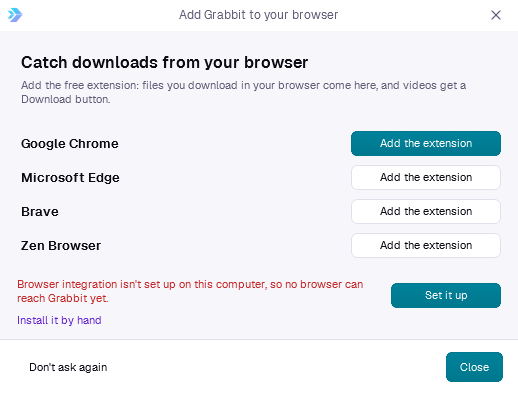 Add Grabbit to your browser
Catch downloads from your browser
Add the free extension: files you download in your browser come here, and videos get a
Download button.
Google Chrome
Add the extension
Microsoft Edge
Add the extension
Brave
Add the extension
Zen Browser
Add the extension
Browser integration isn't set up on this computer, so no browser can
reach Grabbit yet.
Set it up
Install it by hand
Don't ask again
Close